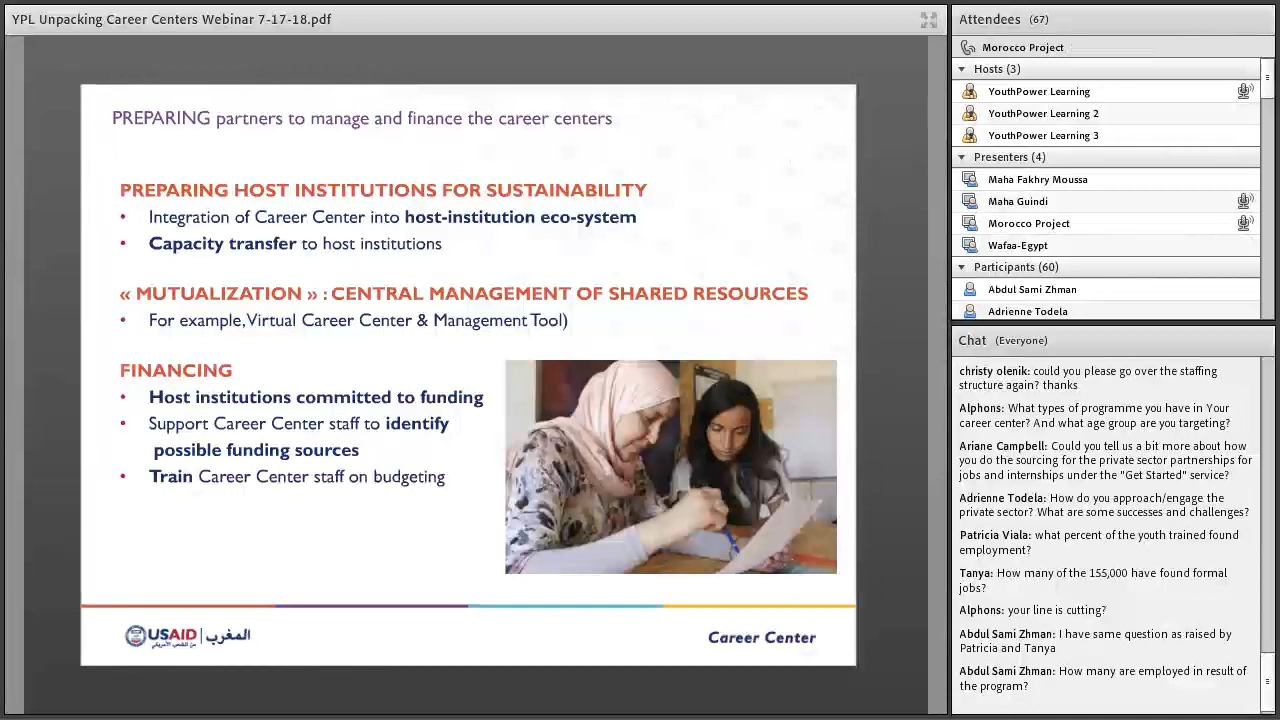 YPL Unpacking Career Centers Webinar 7-17-18.pdf
PREPARING partners to manage and finance the career centers
PREPARING HOST INSTITUTIONS FOR SUSTAINABILITY
• Integration of Career Center into host-institution eco-system
• Capacity transfer to host institutions
« MUTUALIZATION » : CENTRAL MANAGEMENT OF SHARED RESOURCES
• For example, Virtual Career Center & Management Tool)
FINANCING
• Host institutions committed to funding
• Support Career Center staff to identify
possible funding sources
• Train Career Center staff on budgeting
USAID | المغرب
من الشعب الأمريكي
Career Center
Attendees (67)
Morocco Project
Hosts (3)
YouthPower Learning
YouthPower Learning 2
YouthPower Learning 3
Presenters (4)
Maha Fakhry Moussa
Maha Guindi
Morocco Project
Wafaa-Egypt
Participants (60)
Abdul Sami Zhman
Adrienne Todela
Chat (Everyone)
christy olenik: could you please go over the staffing
structure again? thanks
Alphons: What types of programme you have in Your
career center? And what age group are you targeting?
Ariane Campbell: Could you tell us a bit more about how
you do the sourcing for the private sector partnerships for
jobs and internships under the "Get Started" service?
Adrienne Todela: How do you approach/engage the
private sector? What are some successes and challenges?
Patricia Viala: what percent of the youth trained found
employment?
Tanya: How many of the 155,000 have found formal
jobs?
Alphons: your line is cutting?
Abdul Sami Zhman: I have same question as raised by
Patricia and Tanya
Abdul Sami Zhman: How many are employed in result of
the program?